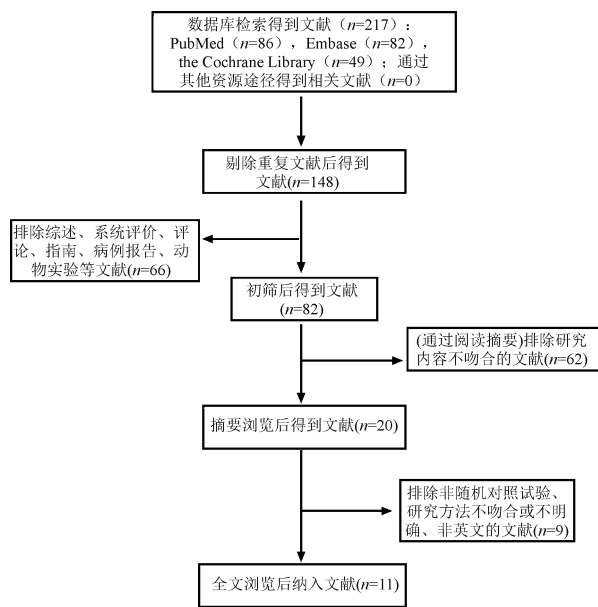 数据库检索得到文献（n=217）：
PubMed（n=86），Embase（n=82），
the Cochrane Library（n=49）；通过
其他资源途径得到相关文献（n=0）
剔除重复文献后得到
文献(n=148)
排除综述、系统评价、评
论、指南、病例报告、动
物实验等文献(n=66)
初筛后得到文献
(n=82)
(通过阅读摘要)排除研究
内容不吻合的文献(n=62)
摘要浏览后得到文献(n=20)
排除非随机对照试验、
研究方法不吻合或不明
确、非英文的文献(n=9)
全文浏览后纳入文献(n=11)